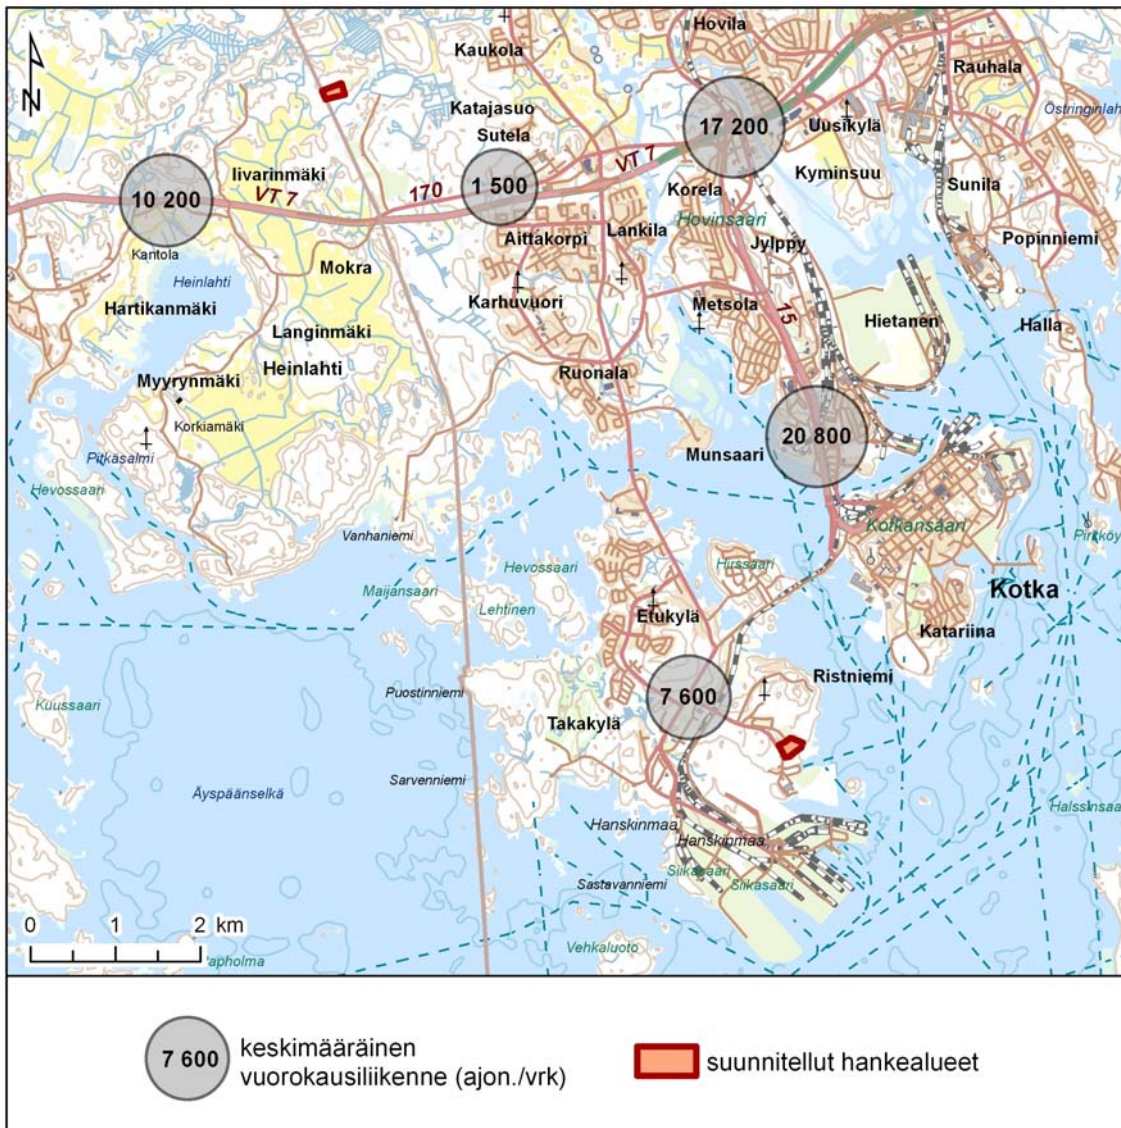 Hovila
Kaukola
Rauhala
N
Katajasuo
Östringinlah
Sutela
17 200
Uusikylä
Iivarinmäki
VT 7
Kyminsuu
10 200
VT 7
170
1 500
Korela
Sunila
Hovinsaari
Aittakorpi
Lankila
Jylppy
Popinniemi
Kantola
Mokra
Heinlahti
Hartikanmäki
Karhuvuori
Metsola
15
Hietanen
Halla
Langinmäki
Heinlahti
Myyrynmäki
Ruonala
Korkiamäki
20 800
Pitkäsalmi
Munsaari
Hevossaari
Kotkansaari
Vanhaniemi
Pirkköy
Hevossaari
Hirssaari
Maijansaari
Lehtinen
Kotka
Etukylä
Katariina
Ristniemi
Puostinniemi
7 600
Kuussaari
Takakylä
Sarvenniemi
Äyspäänselkä
Halssinsaa
Hanskinmaa
Hanskinmaa
Siikasaari
Siikasaari
Sastavanniemi
0 1 2 km
Vehkaluoto
apholma
7 600
keskimääräinen
vuorokausiliikenne (ajon./vrk)
suunnitellut hankealueet